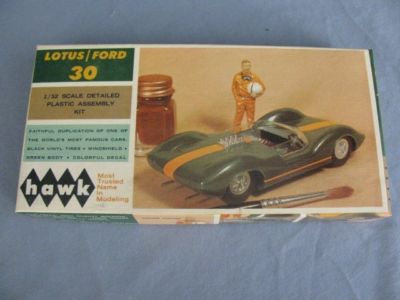 LOTUS/FORD
30
1/32 SCALE DETAILED
PLASTIC ASSEMBLY
KIT
FAITHFUL DUPLICATION OF ONE OF
THE WORLD'S MOST FAMOUS CARS.
BLACK VINYL TIRES • WINDSHIELD •
GREEN BODY • COLORFUL DECAL
hawk
Most
Trusted
Name
in
Modeling